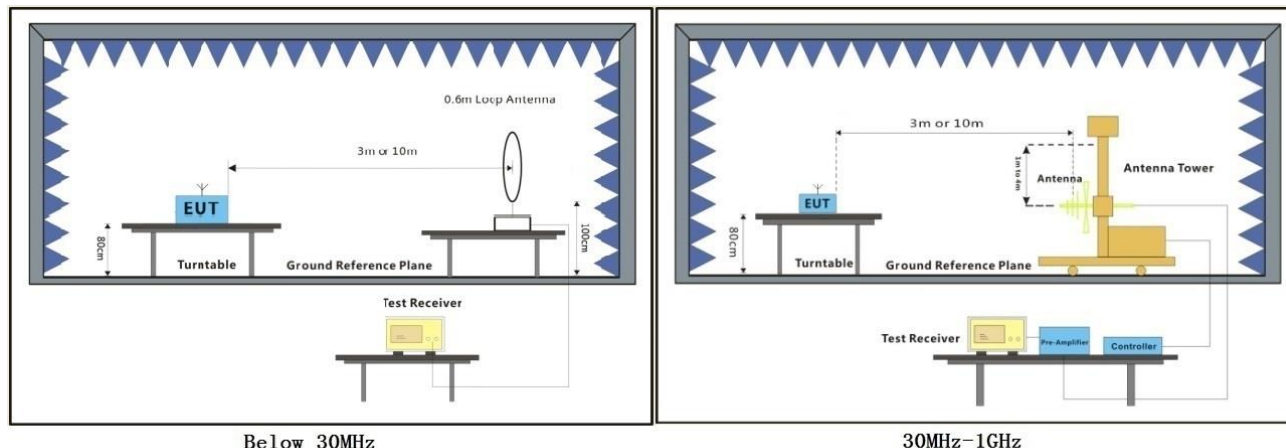 0.6m Loop Antenna
3m or 10m
EUT
80cm
100cm
Turntable
Ground Reference Plane
Test Receiver
Below 30MHz
3m or 10m
1m to 4m
Antenna
Antenna Tower
EUT
80cm
Turntable
Ground Reference Plane
Test Receiver
Pre-Amplifier
Controller
30MHz-1GHz